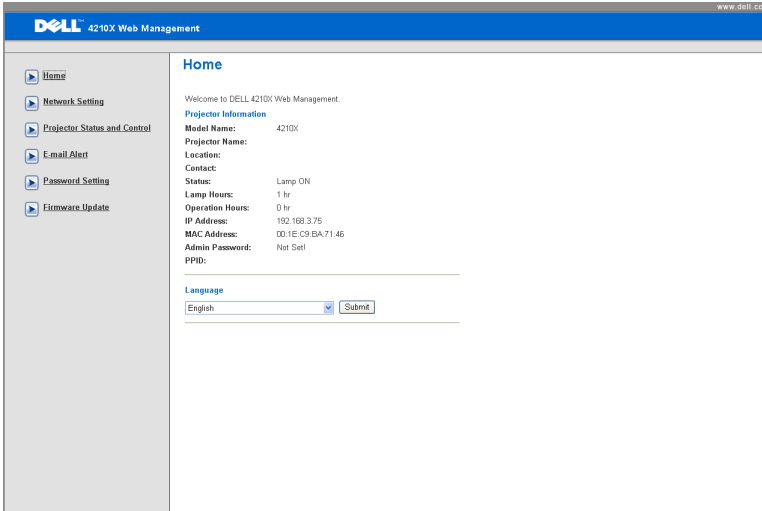 www.dell.co
DELL™ 4210X Web Management
Home
Network Setting
Projector Status and Control
E-mail Alert
Password Setting
Firmware Update
Home
Welcome to DELL 4210X Web Management.
Projector Information
Model Name: 4210X
Projector Name:
Location:
Contact:
Status: Lamp ON
Lamp Hours: 1 hr
Operation Hours: 0 hr
IP Address: 192.168.3.75
MAC Address: 00:1E:C9:BA:71:46
Admin Password: Not Set!
PPID:
Language
English Submit